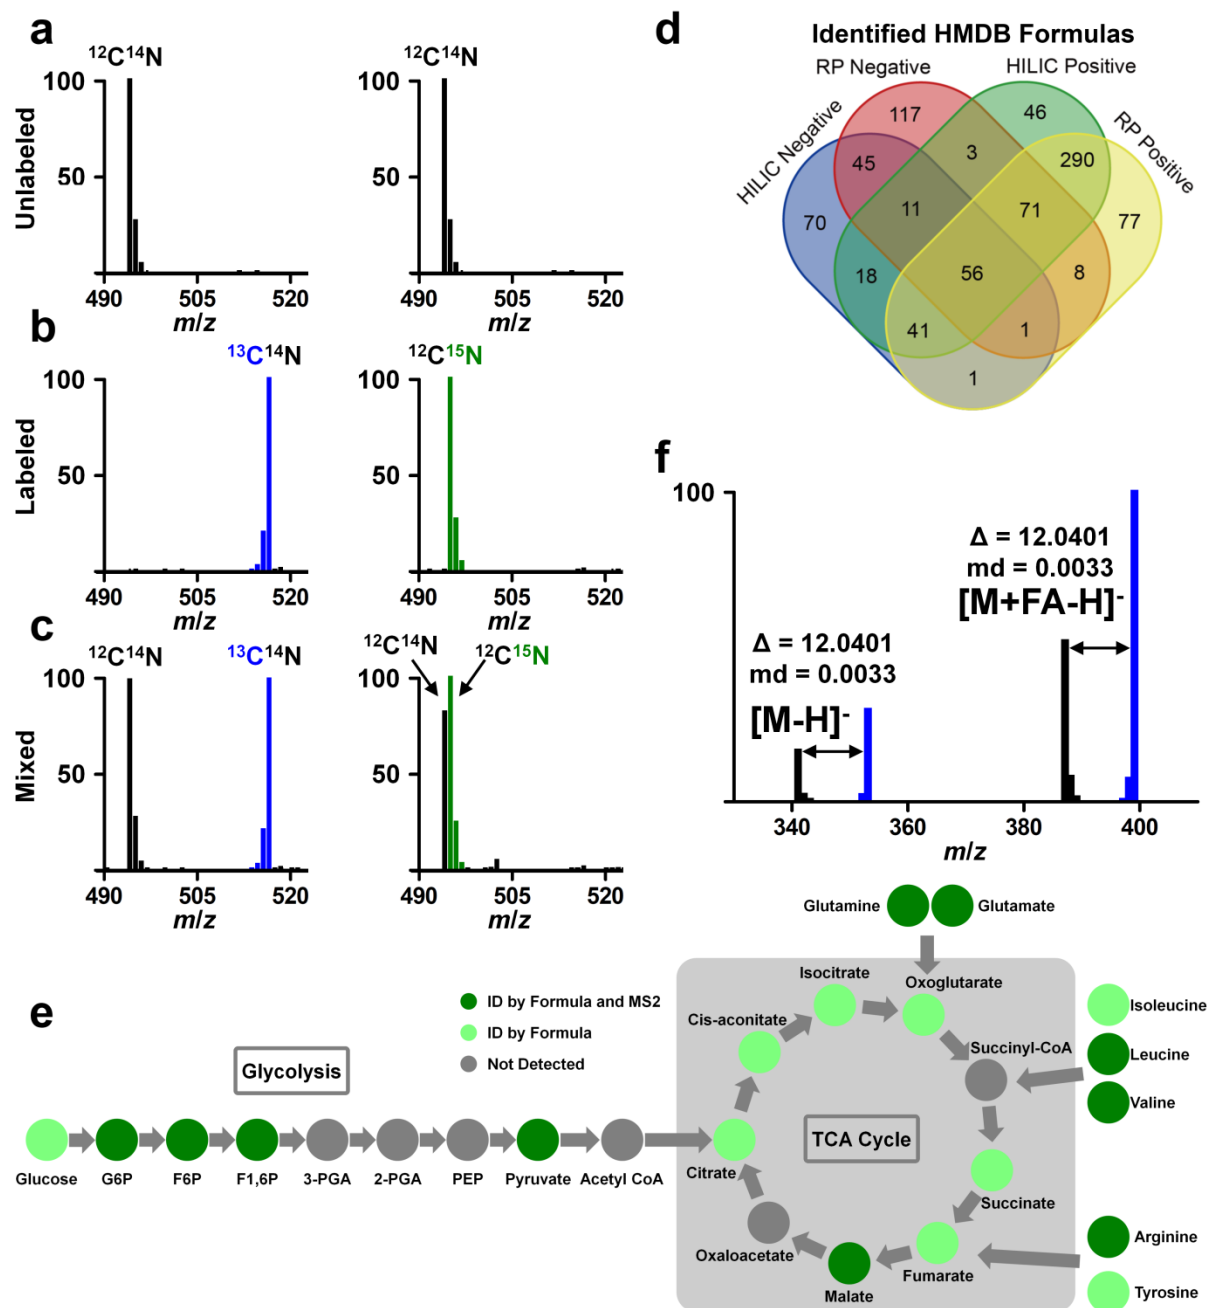 a
¹²C¹⁴N
¹²C¹⁴N
100
50
Unlabeled
490 505 520
m/z
100
50
490 505 520
m/z
b
¹³C¹⁴N
¹²C¹⁵N
100
50
Labeled
490 505 520
m/z
100
50
490 505 520
m/z
c
¹²C¹⁴N
¹³C¹⁴N
¹²C¹⁴N
¹²C¹⁵N
100
50
Mixed
490 505 520
m/z
100
50
490 505 520
m/z
d
Identified HMDB Formulas
RP Negative
HILIC Positive
HILIC Negative
RP Positive
117
46
45
3
290
70
11
71
77
18
56
8
41
1
1
f
100
Δ = 12.0401
md = 0.0033
[M+FA-H]⁻
Δ = 12.0401
md = 0.0033
[M-H]⁻
340 360 380 400
m/z
e
ID by Formula and MS2
ID by Formula
Not Detected
Glycolysis
Glucose
G6P
F6P
F1,6P
3-PGA
2-PGA
PEP
Pyruvate
Acetyl CoA
Glutamine
Glutamate
Isocitrate
Oxoglutarate
Cis-aconitate
Succinyl-CoA
Isoleucine
Leucine
Valine
TCA Cycle
Citrate
Succinate
Oxaloacetate
Fumarate
Malate
Arginine
Tyrosine